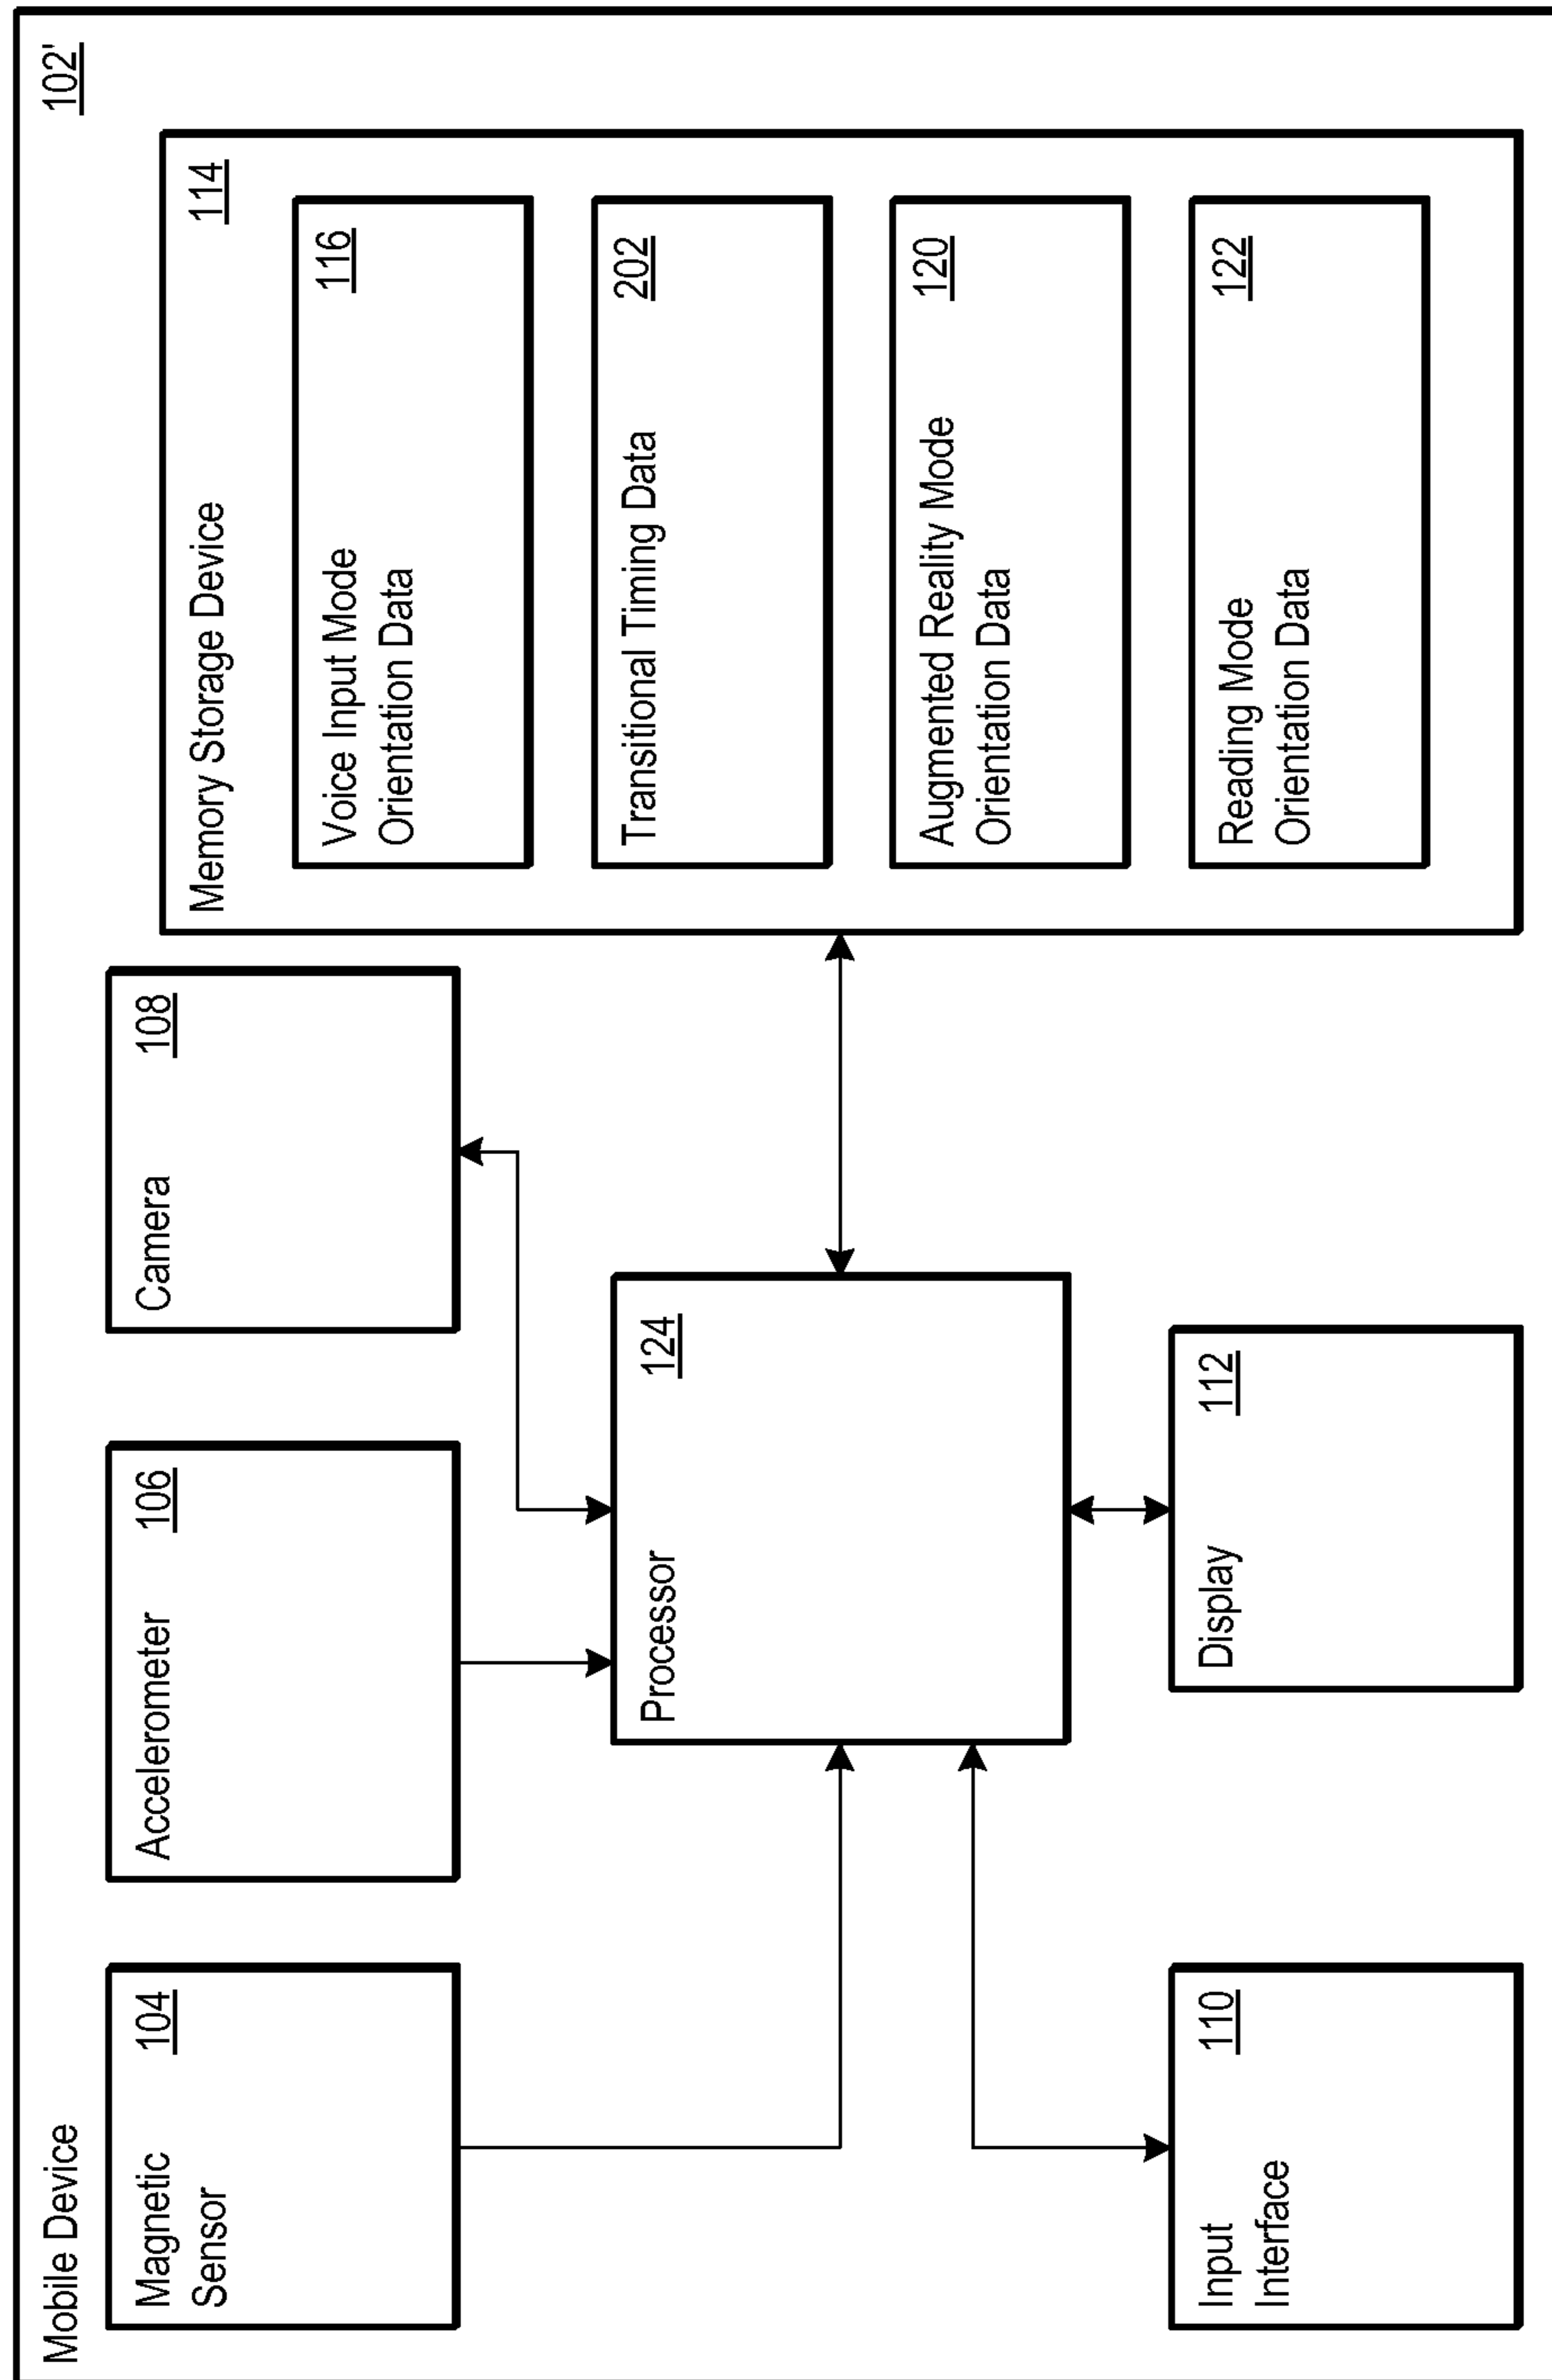 Mobile Device
102'
Magnetic
Sensor
104
Accelerometer
106
Camera
108
Memory Storage Device
114
Voice Input Mode
Orientation Data
116
Transitional Timing Data
202
Augmented Reality Mode
Orientation Data
120
Reading Mode
Orientation Data
122
Processor
124
Input
Interface
110
Display
112